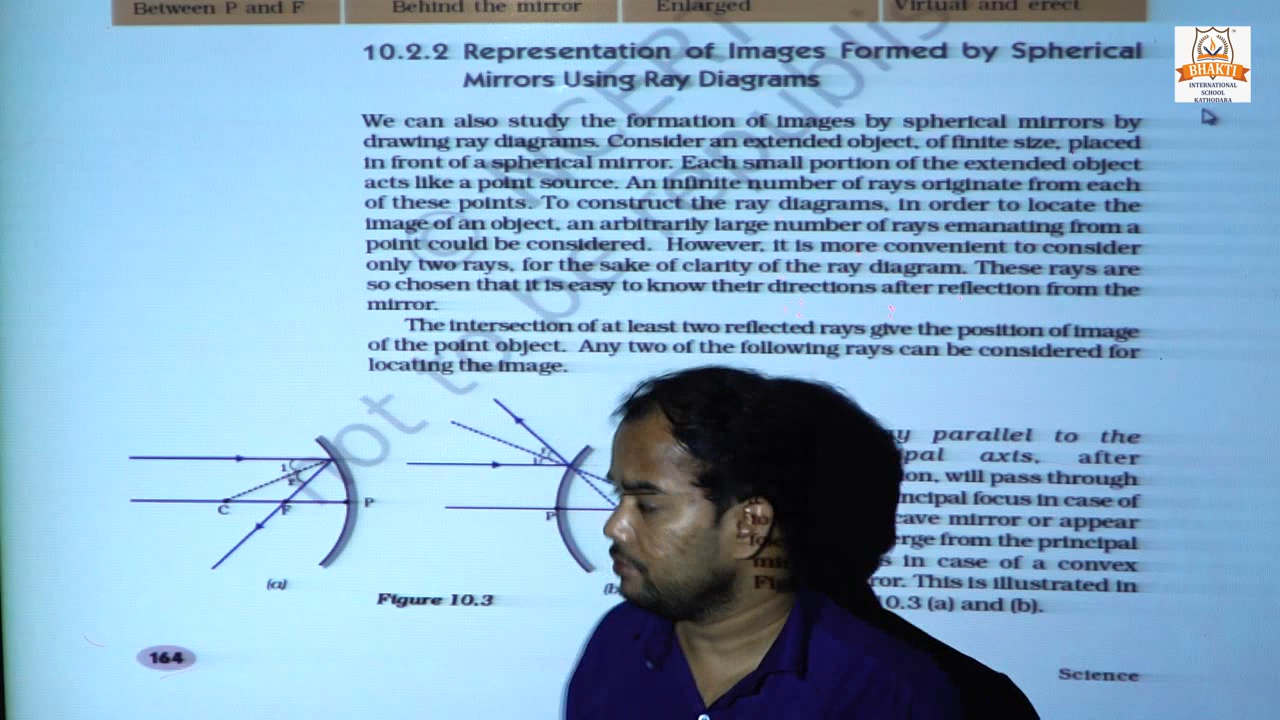 Between P and F Behind the mirror Enlarged Virtual and erect
10.2.2 Representation of Images Formed by Spherical
Mirrors Using Ray Diagrams
We can also study the formation of images by spherical mirrors by
drawing ray diagrams. Consider an extended object, of finite size, placed
in front of a spherical mirror. Each small portion of the extended object
acts like a point source. An infinite number of rays originate from each
of these points. To construct the ray diagrams, in order to locate the
image of an object, an arbitrarily large number of rays emanating from a
point could be considered. However, it is more convenient to consider
only two rays, for the sake of clarity of the ray diagram. These rays are
so chosen that it is easy to know their directions after reflection from the
mirror.
The intersection of at least two reflected rays give the position of image
of the point object. Any two of the following rays can be considered for
locating the image.
parallel to the
axis, after
will pass through
focus in case of
mirror or appear
from the principal
in case of a convex
This is illustrated in
10.3 (a) and (b).
C F P
P
(a)
Figure 10.3
164
Science
© NCERT
not to be republis
BHAKTI
INTERNATIONAL
SCHOOL
KATHODARA